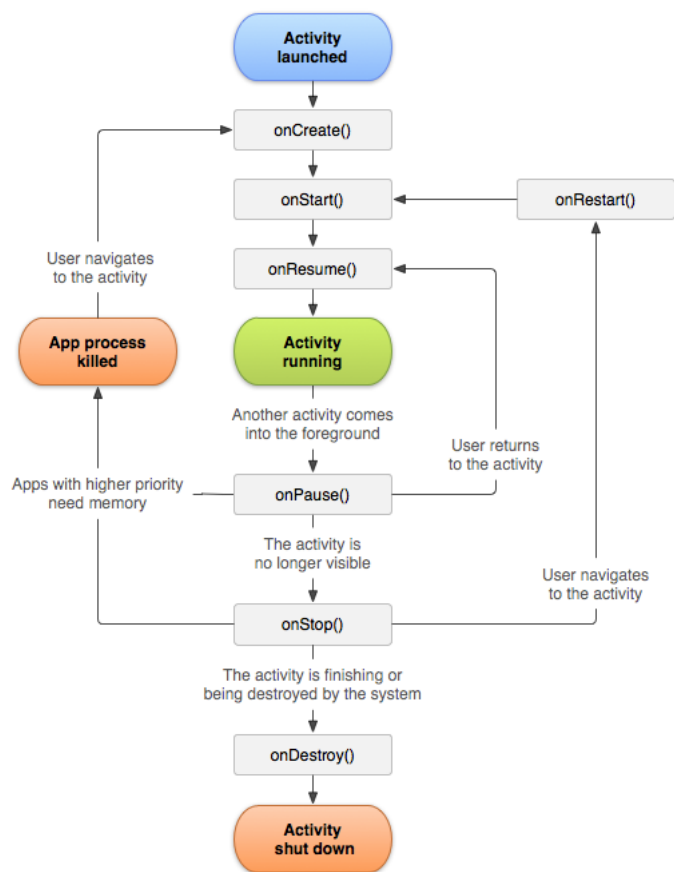 Activity
launched
onCreate()
onStart()
onRestart()
User navigates
to the activity
onResume()
App process
killed
Activity
running
Another activity comes
into the foreground
User returns
to the activity
Apps with higher priority
need memory
onPause()
The activity is
no longer visible
User navigates
to the activity
onStop()
The activity is finishing or
being destroyed by the system
onDestroy()
Activity
shut down